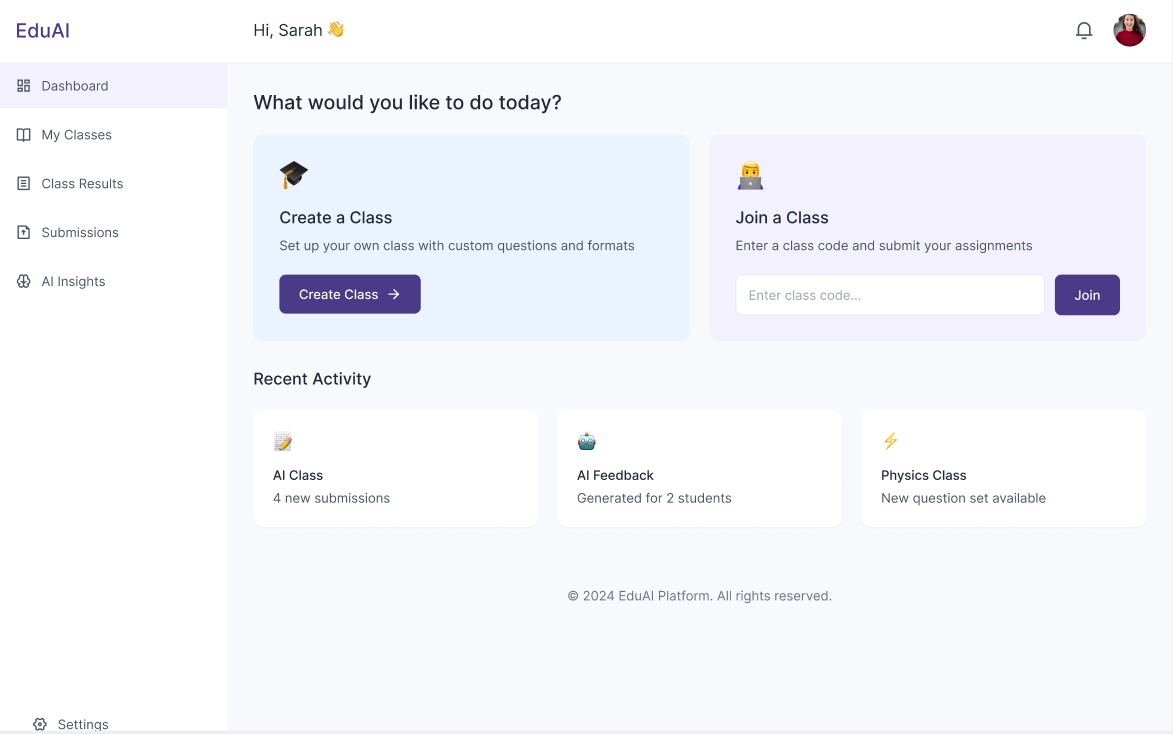 EduAI
Hi, Sarah 👋
Dashboard
My Classes
Class Results
Submissions
AI Insights
Settings
What would you like to do today?
Create a Class
Set up your own class with custom questions and formats
Create Class →
Join a Class
Enter a class code and submit your assignments
Enter class code...
Join
Recent Activity
AI Class
4 new submissions
AI Feedback
Generated for 2 students
Physics Class
New question set available
© 2024 EduAI Platform. All rights reserved.